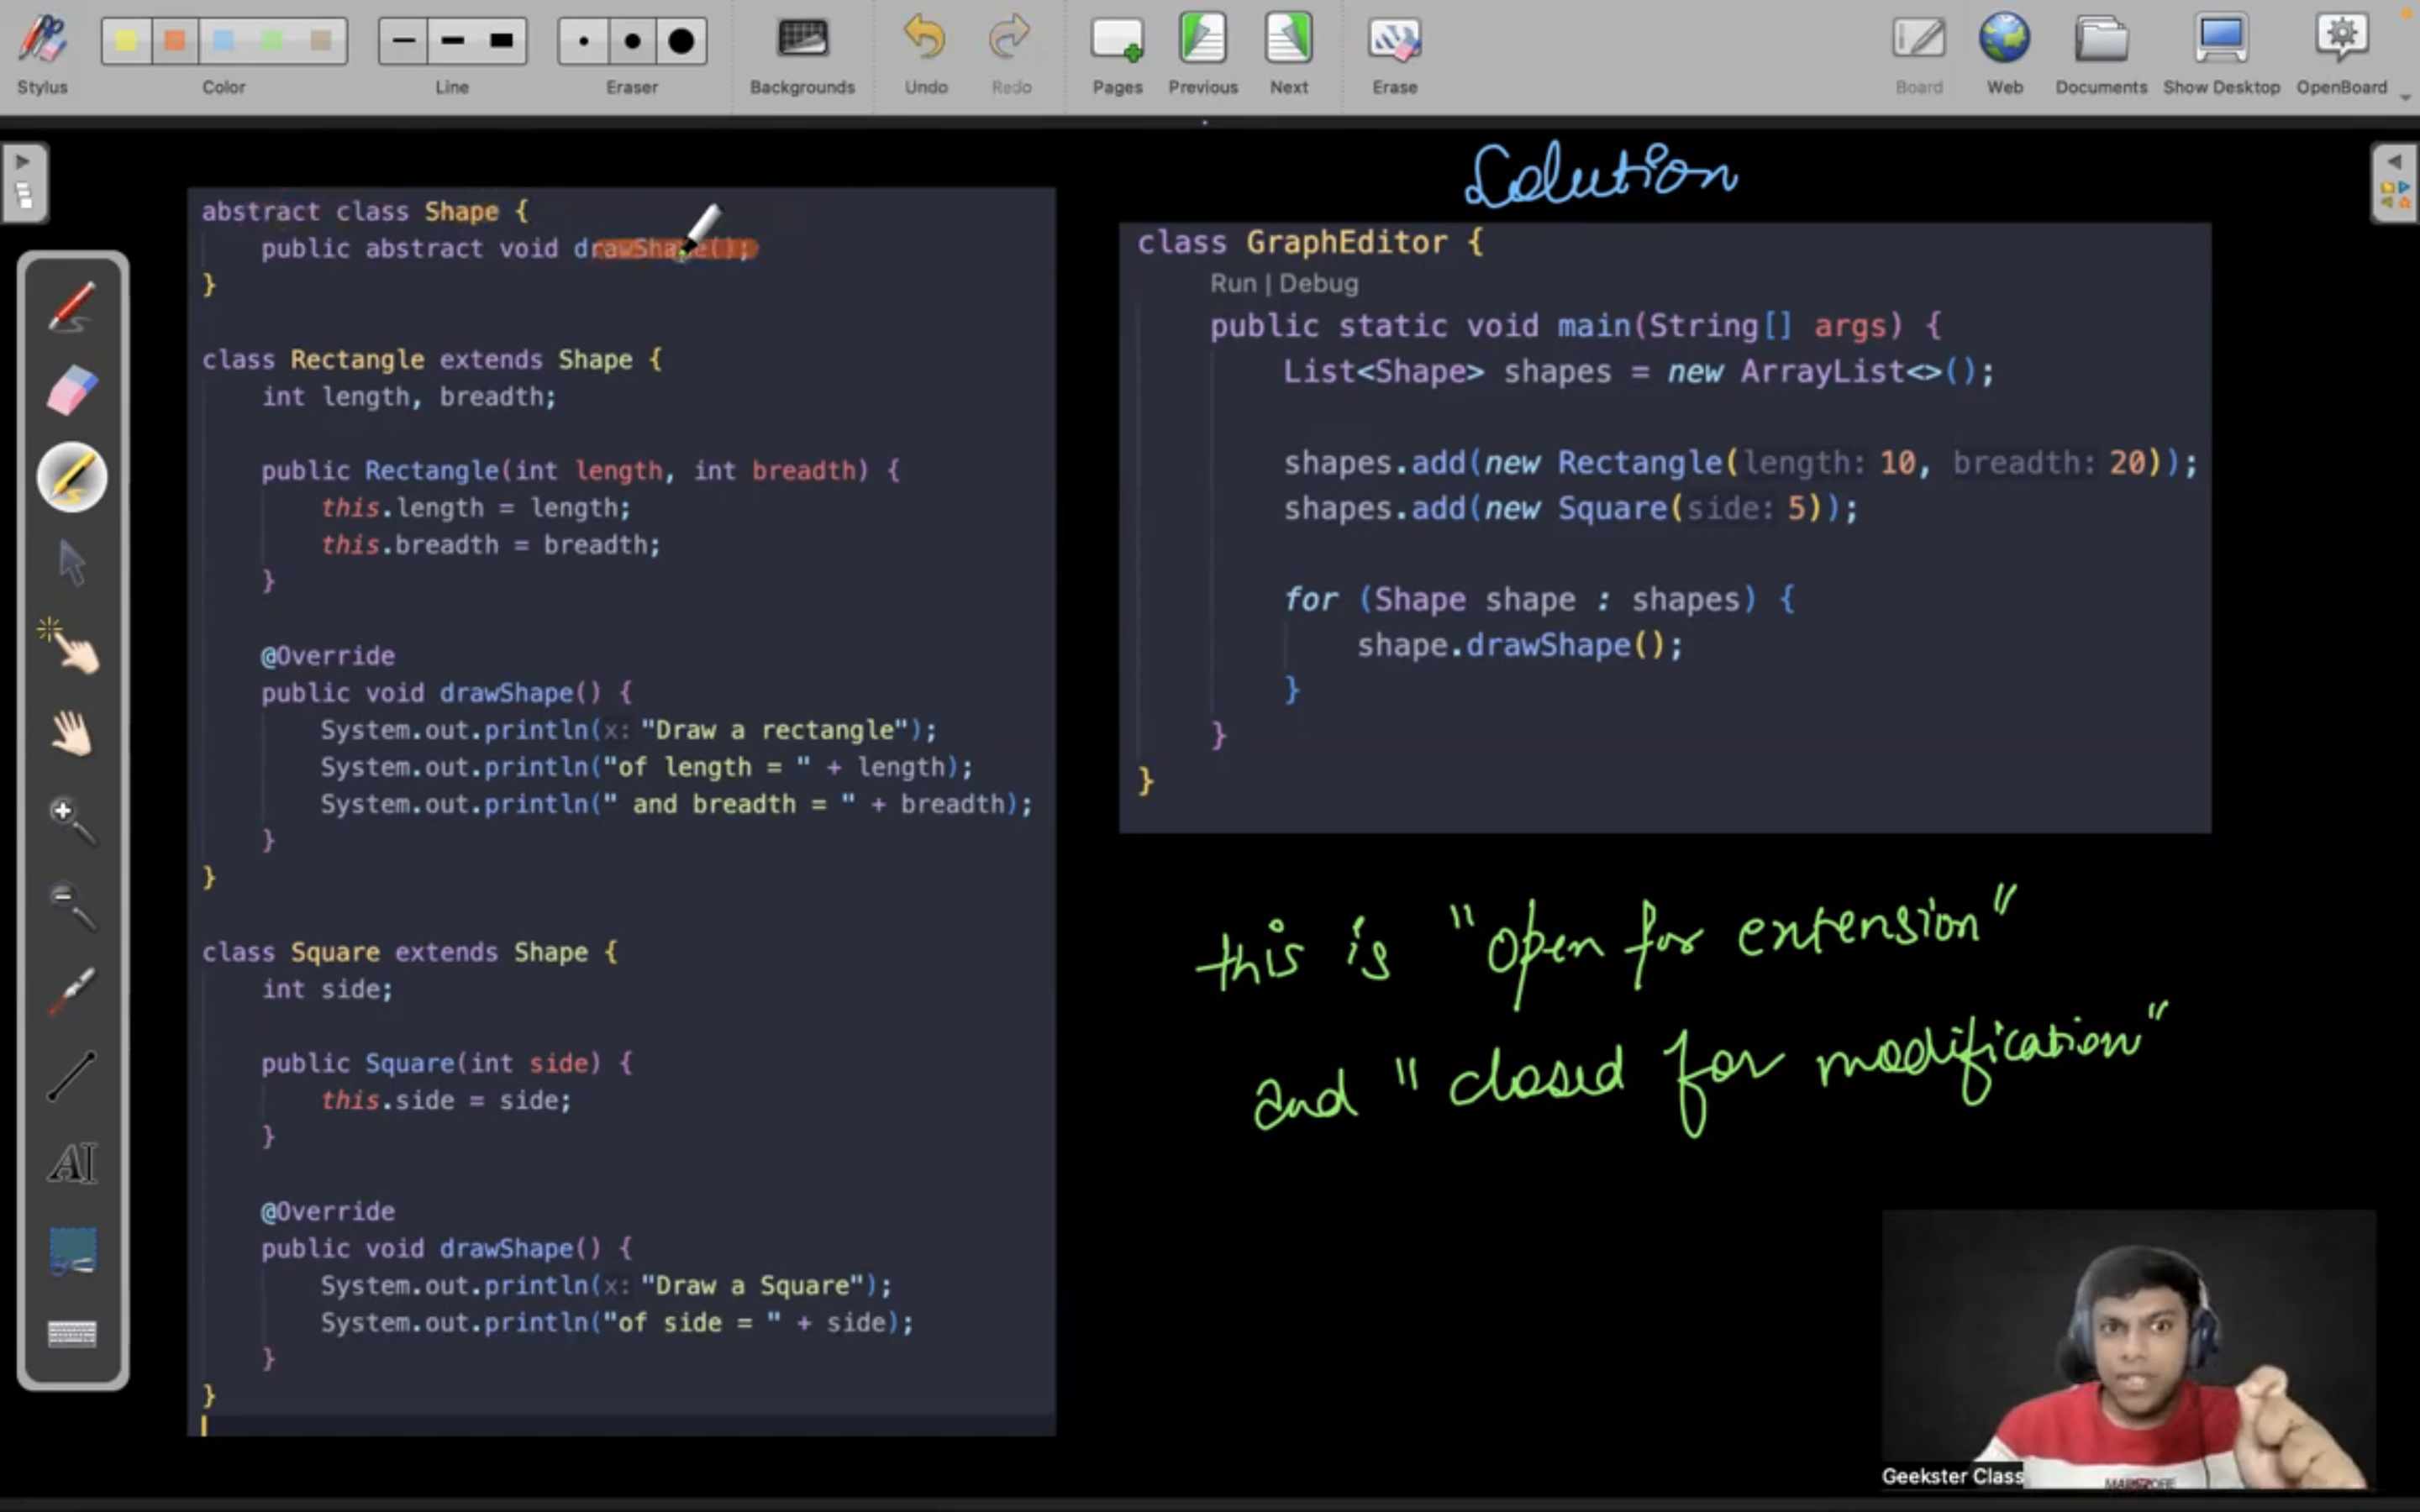 Stylus
Color
Line
Eraser
Backgrounds
Undo
Redo
Pages
Previous
Next
Erase
Board
Web
Documents
Show Desktop
OpenBoard
abstract class Shape {
public abstract void drawShape();
}
class Rectangle extends Shape {
int length, breadth;
public Rectangle(int length, int breadth) {
this.length = length;
this.breadth = breadth;
}
@Override
public void drawShape() {
System.out.println(x: "Draw a rectangle");
System.out.println("of length = " + length);
System.out.println(" and breadth = " + breadth);
}
}
class Square extends Shape {
int side;
public Square(int side) {
this.side = side;
}
@Override
public void drawShape() {
System.out.println(x: "Draw a Square");
System.out.println("of side = " + side);
}
}
Solution
class GraphEditor {
Run | Debug
public static void main(String[] args) {
List<Shape> shapes = new ArrayList<>();
shapes.add(new Rectangle(length: 10, breadth: 20));
shapes.add(new Square(side: 5));
for (Shape shape : shapes) {
shape.drawShape();
}
}
}
this is "open for extension"
and "closed for modification"
AI
Geekster Class